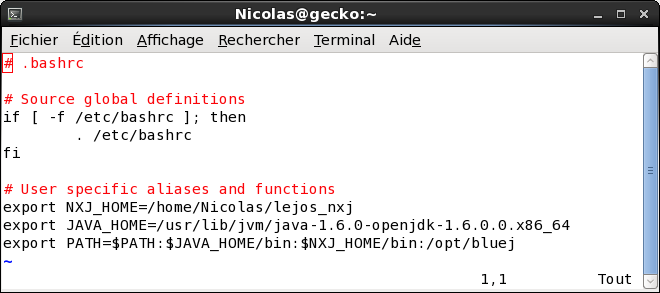 Nicolas@gecko:~
Fichier Édition Affichage Rechercher Terminal Aide
# .bashrc
# Source global definitions
if [ -f /etc/bashrc ]; then
        . /etc/bashrc
fi
# User specific aliases and functions
export NXJ_HOME=/home/Nicolas/lejos_nxj
export JAVA_HOME=/usr/lib/jvm/java-1.6.0-openjdk-1.6.0.0.x86_64
export PATH=$PATH:$JAVA_HOME/bin:$NXJ_HOME/bin:/opt/bluej
~
1,1 Tout